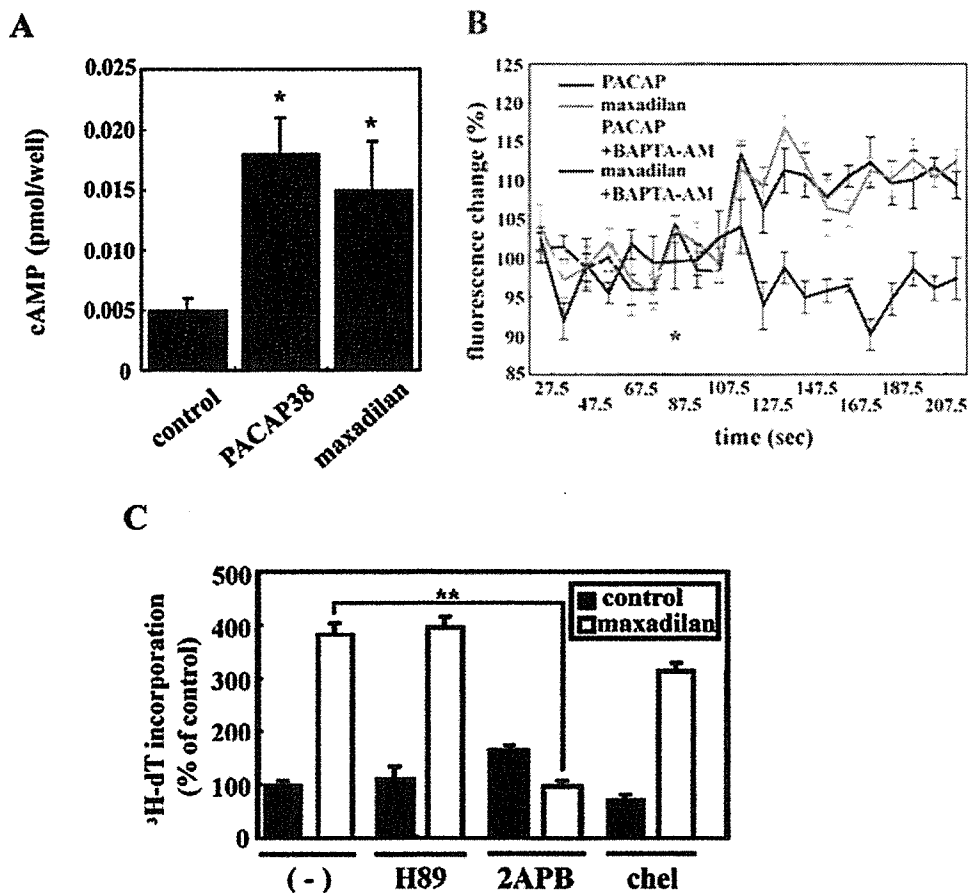 A
0.025
0.020
0.015
0.010
0.005
0
cAMP (pmol/well)
*
*
control
PACAP38
maxadilan
B
125
120
115
110
105
100
95
90
85
fluorescence change (%)
PACAP
maxadilan
PACAP
+BAPTA-AM
maxadilan
+BAPTA-AM
*
27.5 67.5 107.5 147.5 187.5
47.5 87.5 127.5 167.5 207.5
time (sec)
C
500
400
300
200
100
0
³H-dT incorporation
(% of control)
**
control
maxadilan
( - ) H89 2APB chel